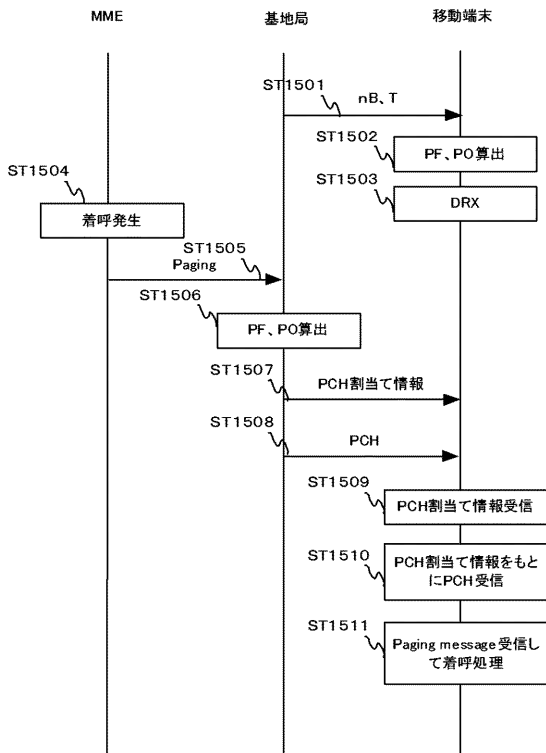 MME
基地局
移動端末
ST1501
nB、T
ST1502
PF、PO算出
ST1503
DRX
ST1504
着呼発生
ST1505
Paging
ST1506
PF、PO算出
ST1507
PCH割当て情報
ST1508
PCH
ST1509
PCH割当て情報受信
ST1510
PCH割当て情報をもと
にPCH受信
ST1511
Paging message受信し
て着呼処理